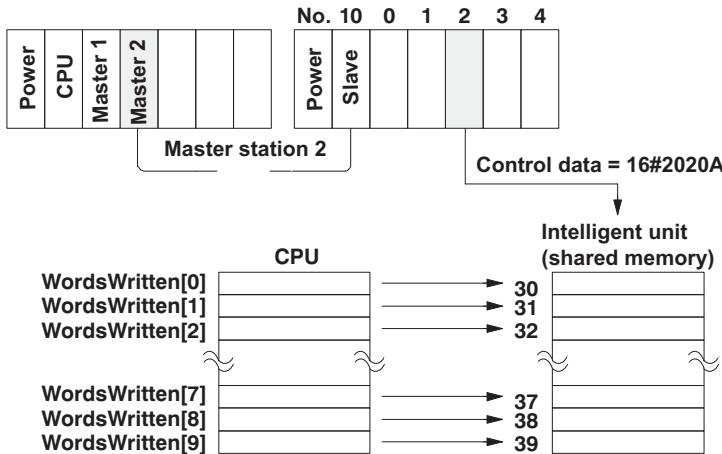 No. 10 0 1 2 3 4
Power
CPU
Master 1
Master 2
Power
Slave
Master station 2
Control data = 16#2020A
Intelligent unit
(shared memory)
CPU
WordsWritten[0]
30
WordsWritten[1]
31
WordsWritten[2]
32
WordsWritten[7]
37
WordsWritten[8]
38
WordsWritten[9]
39